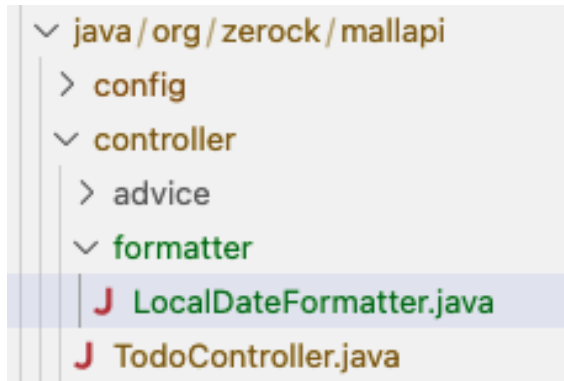 java/org/zerock/mallapi
config
controller
advice
formatter
J LocalDateFormatter.java
J TodoController.java